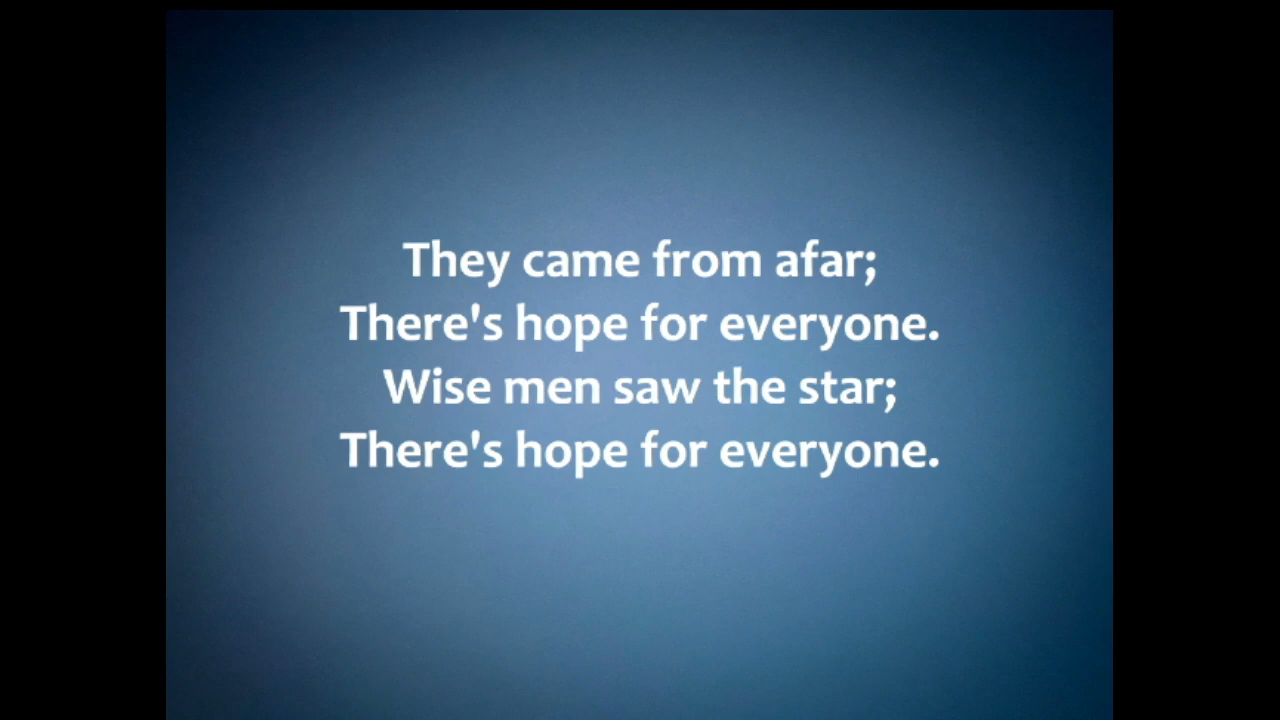 They came from afar;
There's hope for everyone.
Wise men saw the star;
There's hope for everyone.